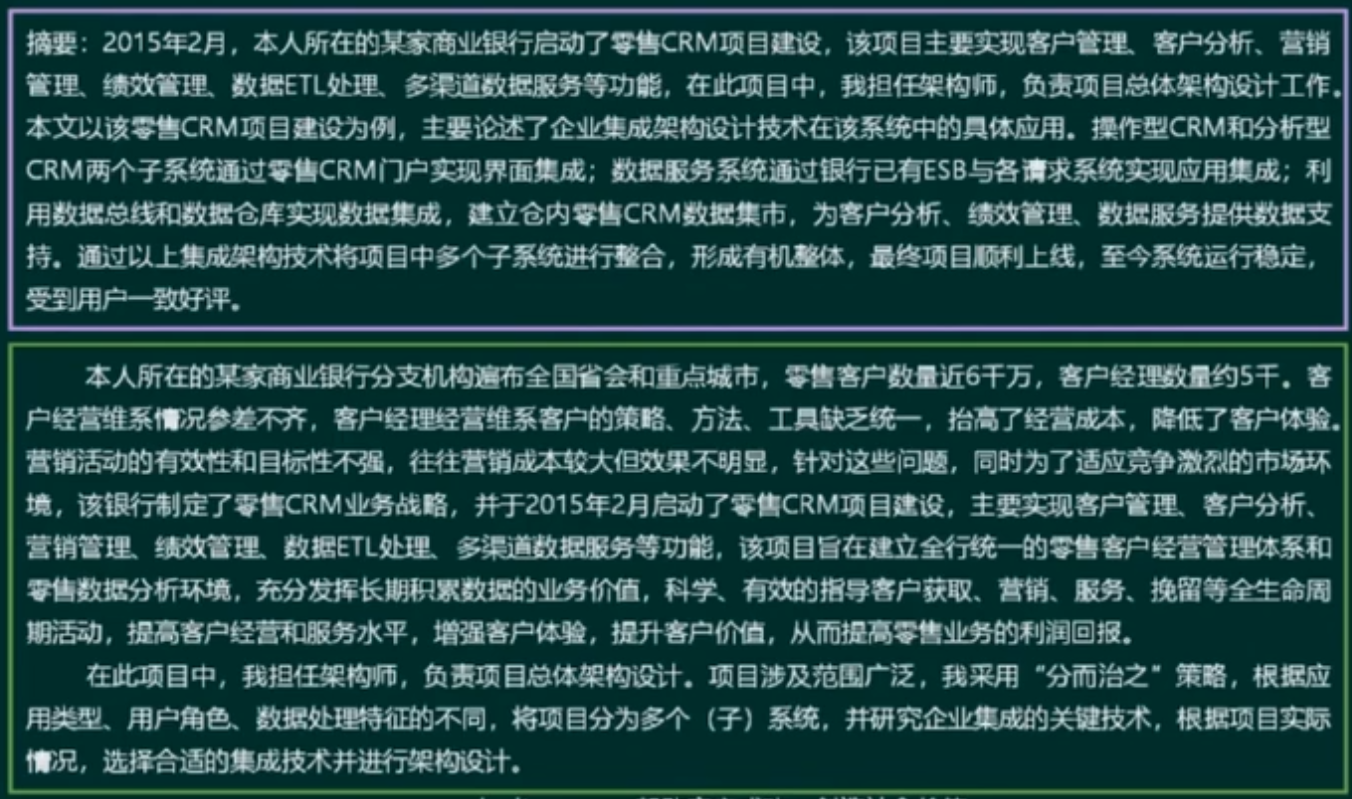 摘要：2015年2月，本人所在的某家商业银行启动了零售CRM项目建设，该项目主要实现客户管理、客户分析、营销
管理、绩效管理、数据ETL处理、多渠道数据服务等功能，在此项目中，我担任架构师，负责项目总体架构设计工作。
本文以该零售CRM项目建设为例，主要论述了企业集成架构设计技术在该系统中的具体应用。操作型CRM和分析型
CRM两个子系统通过零售CRM门户实现界面集成；数据服务系统通过银行已有ESB与各请求系统实现应用集成；利
用数据总线和数据仓库实现数据集成，建立仓内零售CRM数据集市，为客户分析、绩效管理、数据服务提供数据支
持。通过以上集成架构技术将项目中多个子系统进行整合，形成有机整体，最终项目顺利上线，至今系统运行稳定，
受到用户一致好评。
本人所在的某家商业银行分支机构遍布全国省会和重点城市，零售客户数量近6千万，客户经理数量约5千。客
户经营维系情况参差不齐，客户经理经营维系客户的策略、方法、工具缺乏统一，抬高了经营成本，降低了客户体验。
营销活动的有效性和目标性不强，往往营销成本较大但效果不明显，针对这些问题，同时为了适应竞争激烈的市场环
境，该银行制定了零售CRM业务战略，并于2015年2月启动了零售CRM项目建设，主要实现客户管理、客户分析、
营销管理、绩效管理、数据ETL处理、多渠道数据服务等功能，该项目旨在建立全行统一的零售客户经营管理体系和
零售数据分析环境，充分发挥长期积累数据的业务价值，科学、有效的指导客户获取、营销、服务、挽留等全生命周
期活动，提高客户经营和服务水平，增强客户体验，提升客户价值，从而提高零售业务的利润回报。
在此项目中，我担任架构师，负责项目总体架构设计。项目涉及范围广泛，我采用“分而治之”策略，根据应
用类型、用户角色、数据处理特征的不同，将项目分为多个（子）系统，并研究企业集成的关键技术，根据项目实际
情况，选择合适的集成技术并进行架构设计。